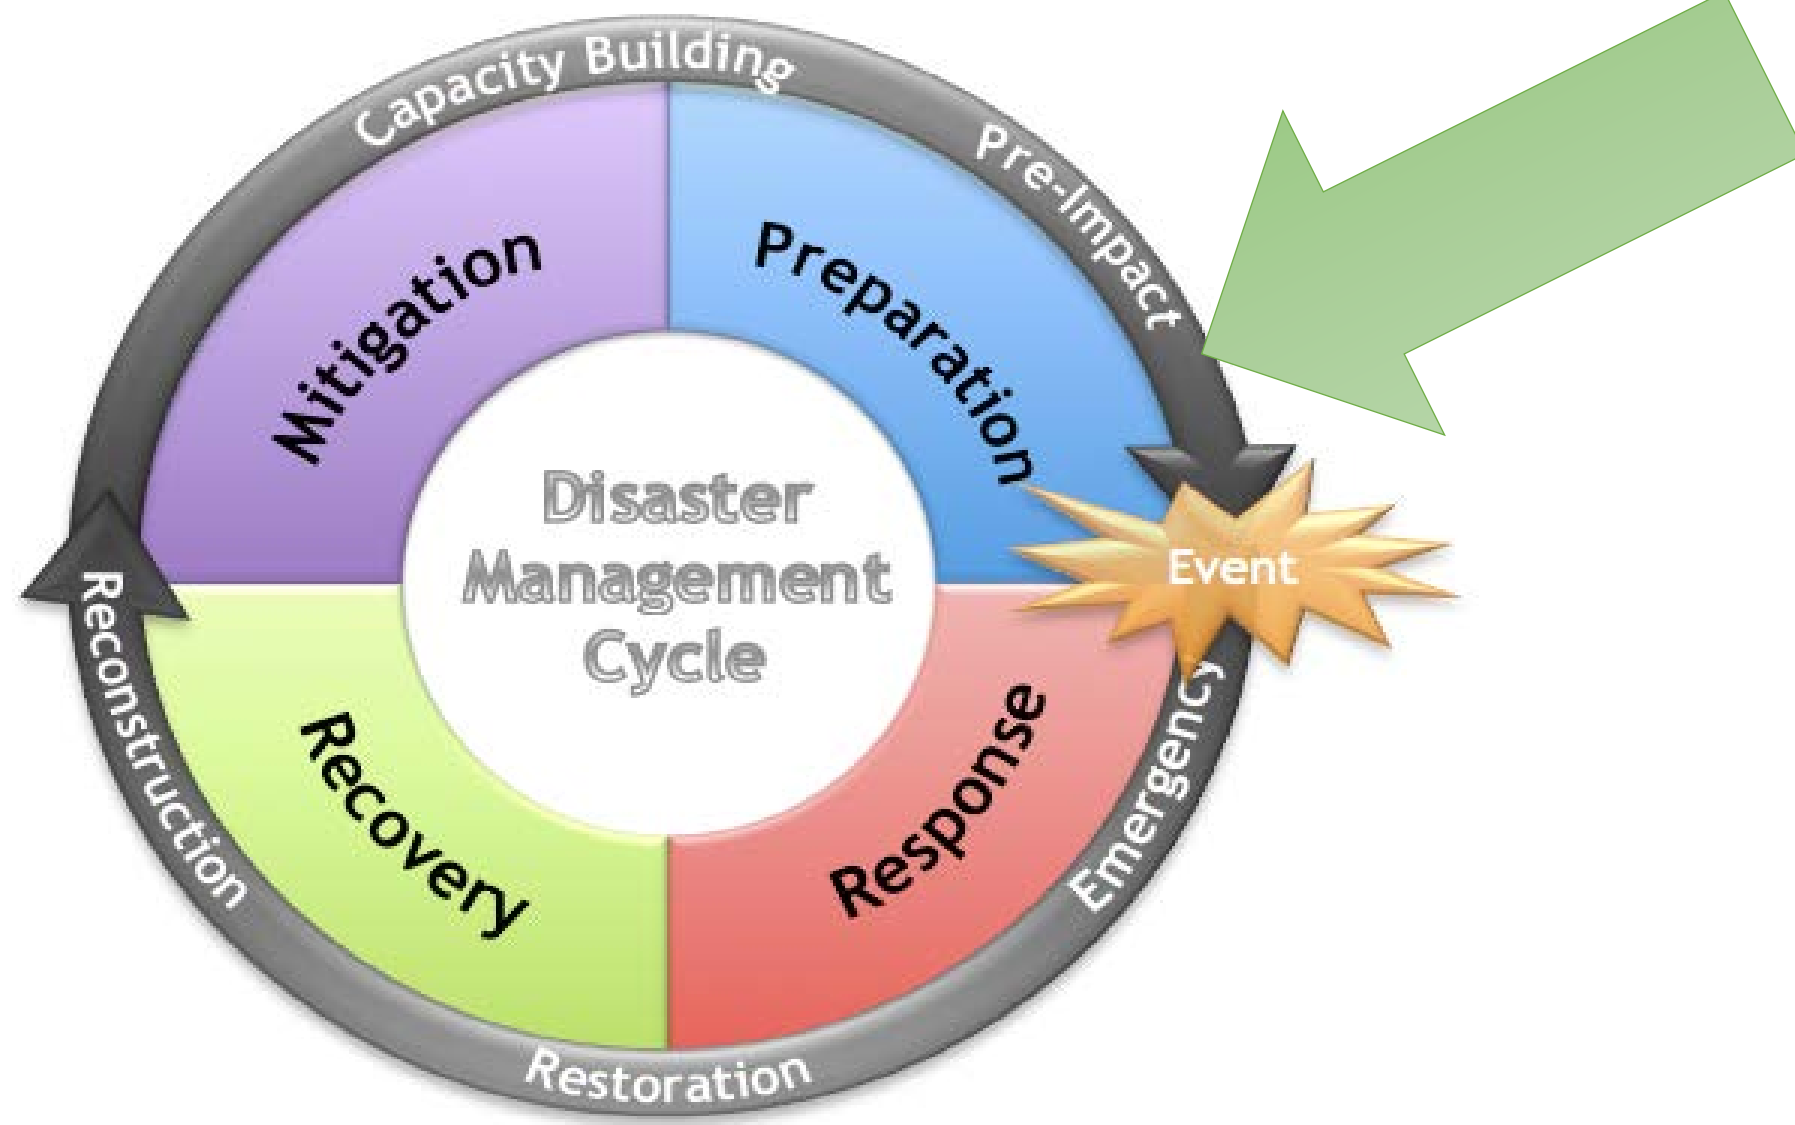 Capacity Building
Pre-Impact
Mitigation
Preparation
Disaster
Management
Cycle
Event
Reconstruction
Recovery
Response
Emergency
Restoration